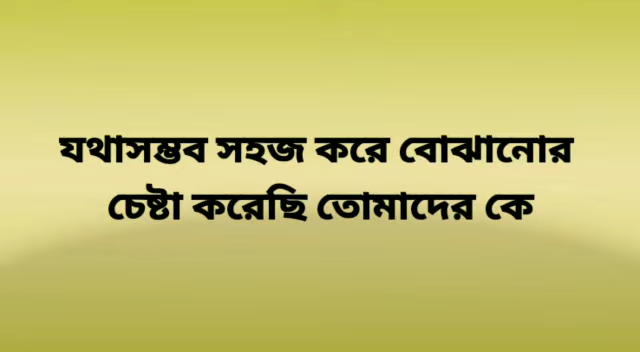 যথাসম্ভব সহজ করে বোঝানোর
চেষ্টা করেছি তোমাদের কে